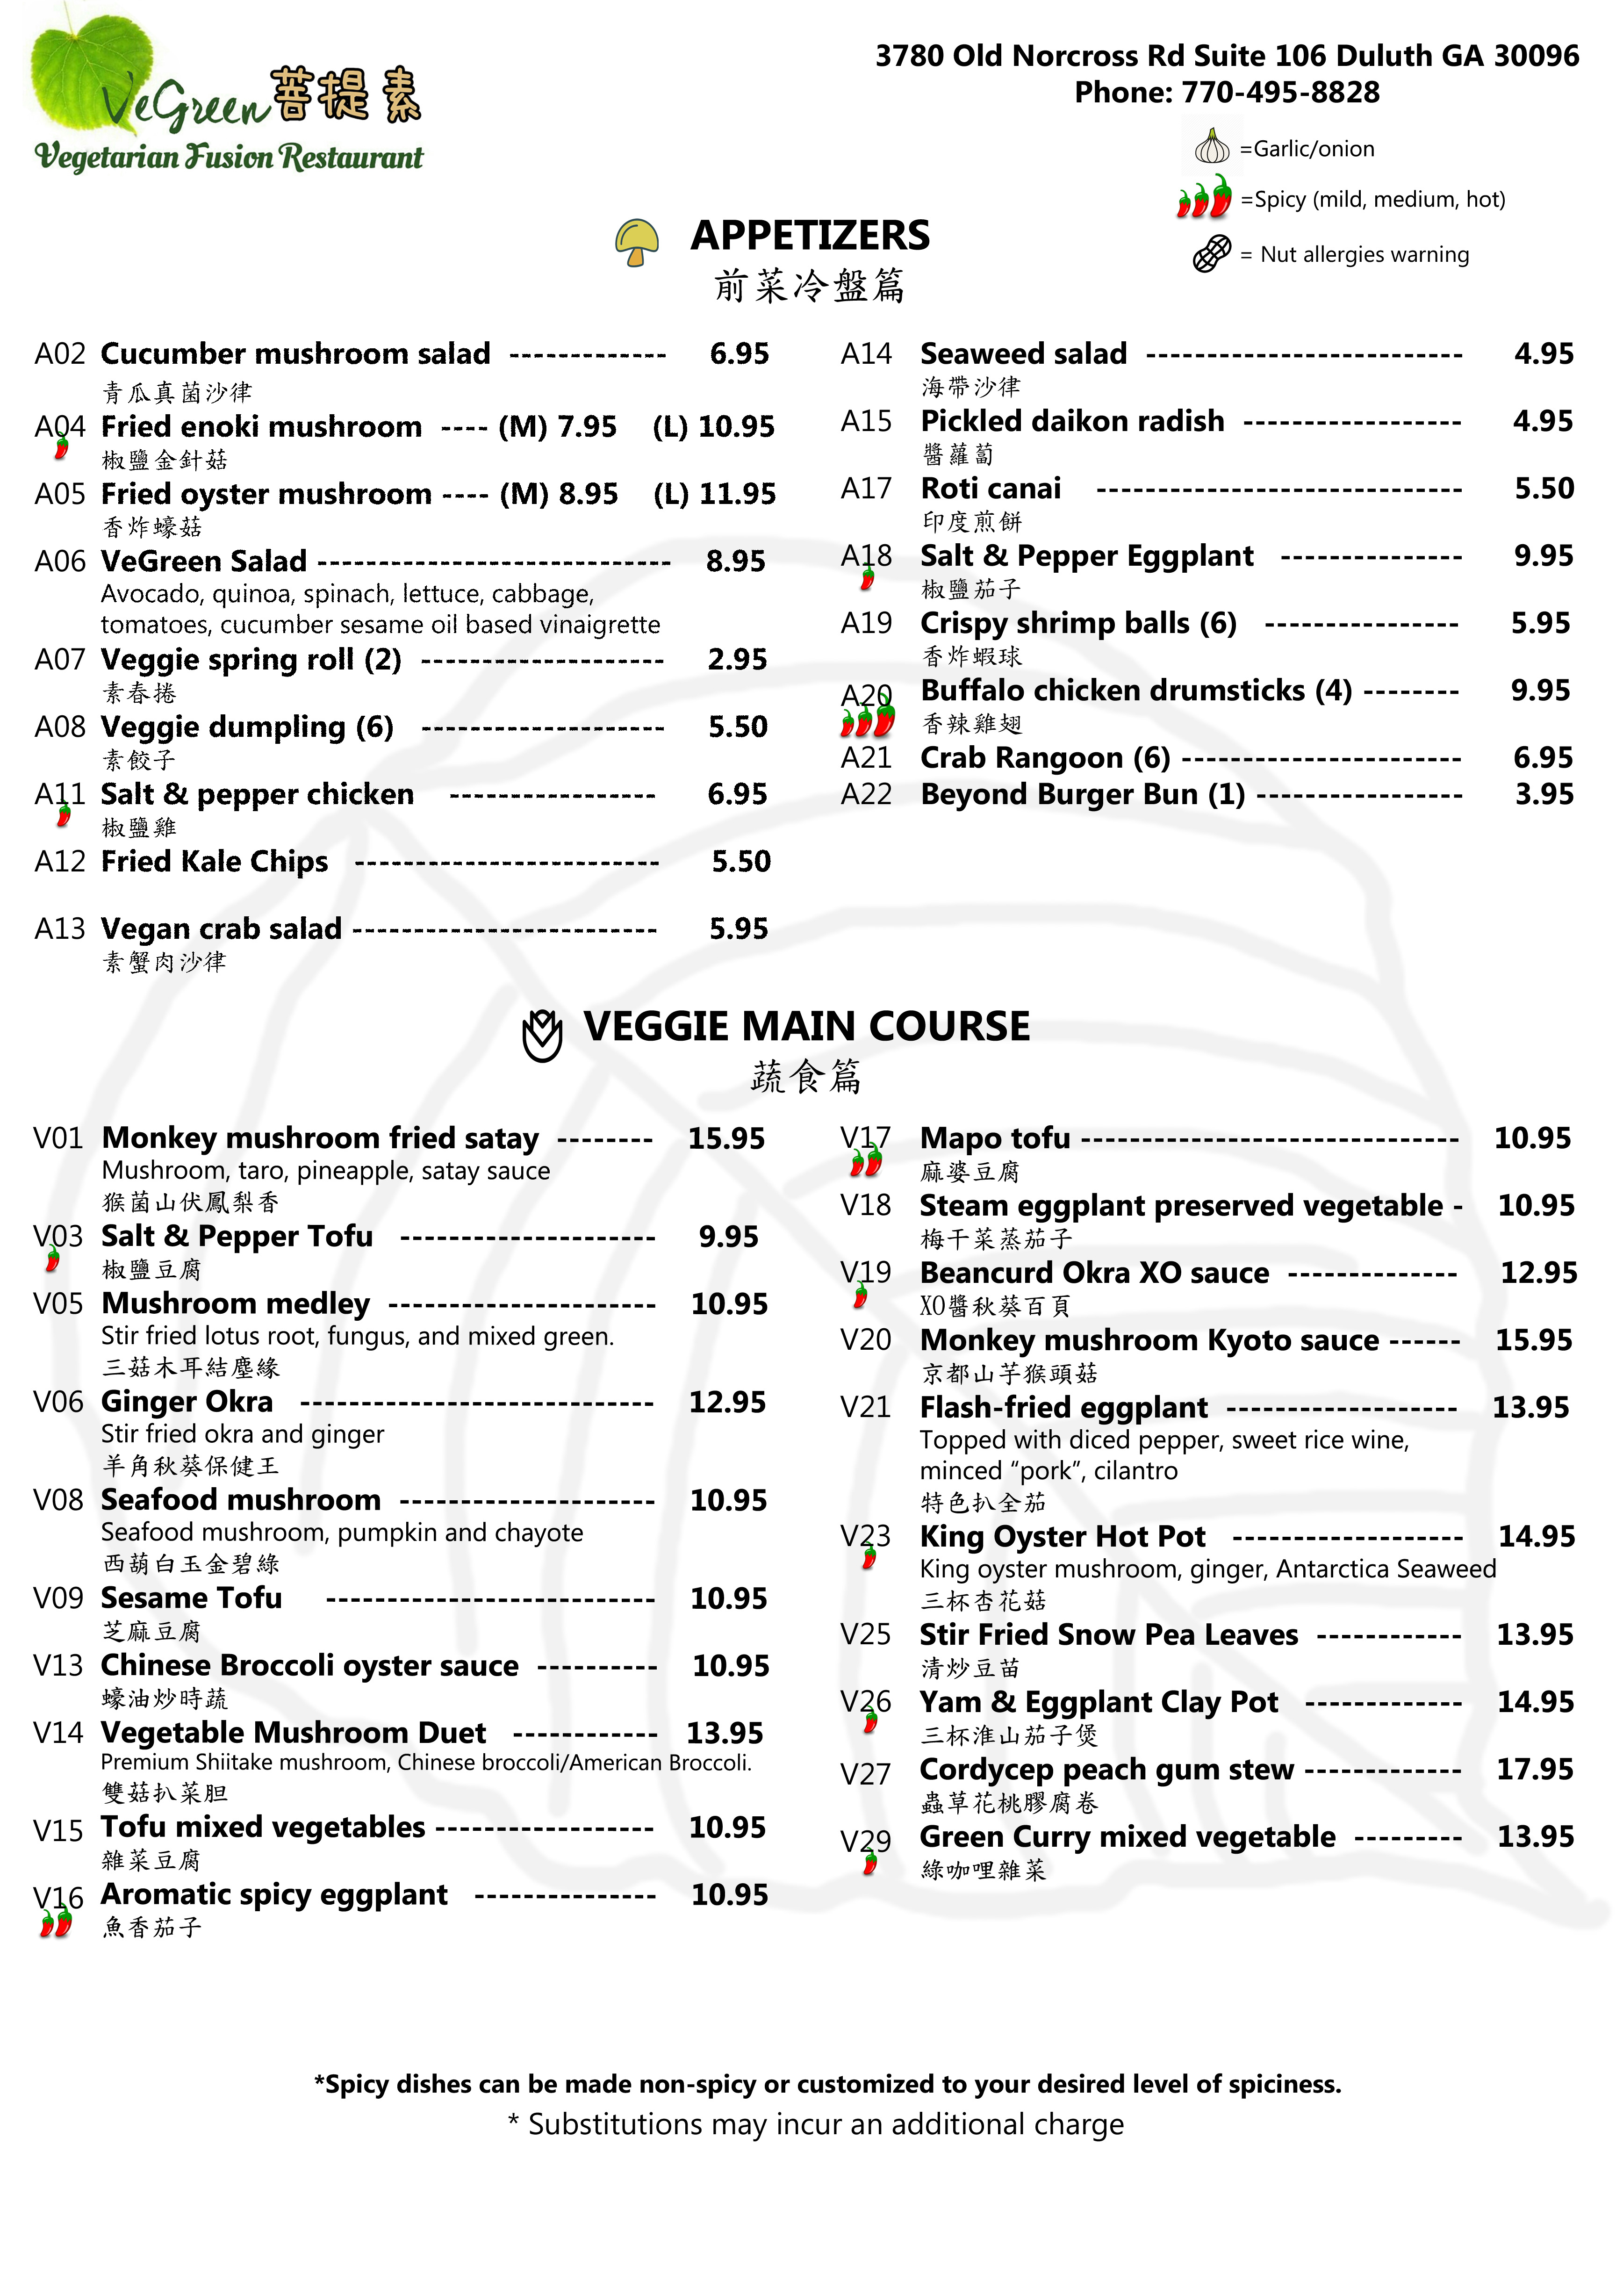 VeGreen 菩提素
Vegetarian Fusion Restaurant
3780 Old Norcross Rd Suite 106 Duluth GA 30096
Phone: 770-495-8828
=Garlic/onion
=Spicy (mild, medium, hot)
= Nut allergies warning
APPETIZERS
前菜冷盤篇
A02 Cucumber mushroom salad ------------- 6.95
青瓜真菌沙律
A04 Fried enoki mushroom ---- (M) 7.95 (L) 10.95
椒鹽金針菇
A05 Fried oyster mushroom ---- (M) 8.95 (L) 11.95
香炸蠔菇
A06 VeGreen Salad ----------------------------- 8.95
Avocado, quinoa, spinach, lettuce, cabbage,
tomatoes, cucumber sesame oil based vinaigrette
A07 Veggie spring roll (2) -------------------- 2.95
素春捲
A08 Veggie dumpling (6) -------------------- 5.50
素餃子
A11 Salt & pepper chicken ----------------- 6.95
椒鹽雞
A12 Fried Kale Chips ------------------------- 5.50
A13 Vegan crab salad ------------------------- 5.95
素蟹肉沙律
A14 Seaweed salad -------------------------- 4.95
海帶沙律
A15 Pickled daikon radish ------------------ 4.95
醬蘿蔔
A17 Roti canai ------------------------------ 5.50
印度煎餅
A18 Salt & Pepper Eggplant --------------- 9.95
椒鹽茄子
A19 Crispy shrimp balls (6) ---------------- 5.95
香炸蝦球
A20 Buffalo chicken drumsticks (4) -------- 9.95
香辣雞翅
A21 Crab Rangoon (6) ----------------------- 6.95
A22 Beyond Burger Bun (1) ----------------- 3.95
VEGGIE MAIN COURSE
蔬食篇
V01 Monkey mushroom fried satay -------- 15.95
Mushroom, taro, pineapple, satay sauce
猴菌山伏鳳梨香
V03 Salt & Pepper Tofu --------------------- 9.95
椒鹽豆腐
V05 Mushroom medley ---------------------- 10.95
Stir fried lotus root, fungus, and mixed green.
三菇木耳結塵緣
V06 Ginger Okra ----------------------------- 12.95
Stir fried okra and ginger
羊角秋葵保健王
V08 Seafood mushroom --------------------- 10.95
Seafood mushroom, pumpkin and chayote
西葫白玉金碧綠
V09 Sesame Tofu --------------------------- 10.95
芝麻豆腐
V13 Chinese Broccoli oyster sauce ---------- 10.95
蠔油炒時蔬
V14 Vegetable Mushroom Duet ------------ 13.95
Premium Shiitake mushroom, Chinese broccoli/American Broccoli.
雙菇扒菜胆
V15 Tofu mixed vegetables ------------------ 10.95
雜菜豆腐
V16 Aromatic spicy eggplant --------------- 10.95
魚香茄子
V17 Mapo tofu ------------------------------- 10.95
麻婆豆腐
V18 Steam eggplant preserved vegetable - 10.95
梅干菜蒸茄子
V19 Beancurd Okra XO sauce -------------- 12.95
XO醬秋葵百頁
V20 Monkey mushroom Kyoto sauce ------ 15.95
京都山芋猴頭菇
V21 Flash-fried eggplant ------------------- 13.95
Topped with diced pepper, sweet rice wine,
minced “pork”, cilantro
特色扒全茄
V23 King Oyster Hot Pot ------------------- 14.95
King oyster mushroom, ginger, Antarctica Seaweed
三杯杏花菇
V25 Stir Fried Snow Pea Leaves ------------ 13.95
清炒豆苗
V26 Yam & Eggplant Clay Pot ------------- 14.95
三杯淮山茄子煲
V27 Cordycep peach gum stew ------------- 17.95
蟲草花桃膠腐卷
V29 Green Curry mixed vegetable --------- 13.95
綠咖哩雜菜
*Spicy dishes can be made non-spicy or customized to your desired level of spiciness.
* Substitutions may incur an additional charge